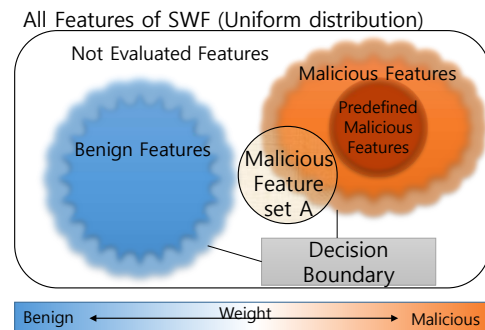 All Features of SWF (Uniform distribution)
Not Evaluated Features
Malicious Features
Predefined
Malicious
Features
Benign Features
Malicious
Feature
set A
Decision
Boundary
Benign
Weight
Malicious